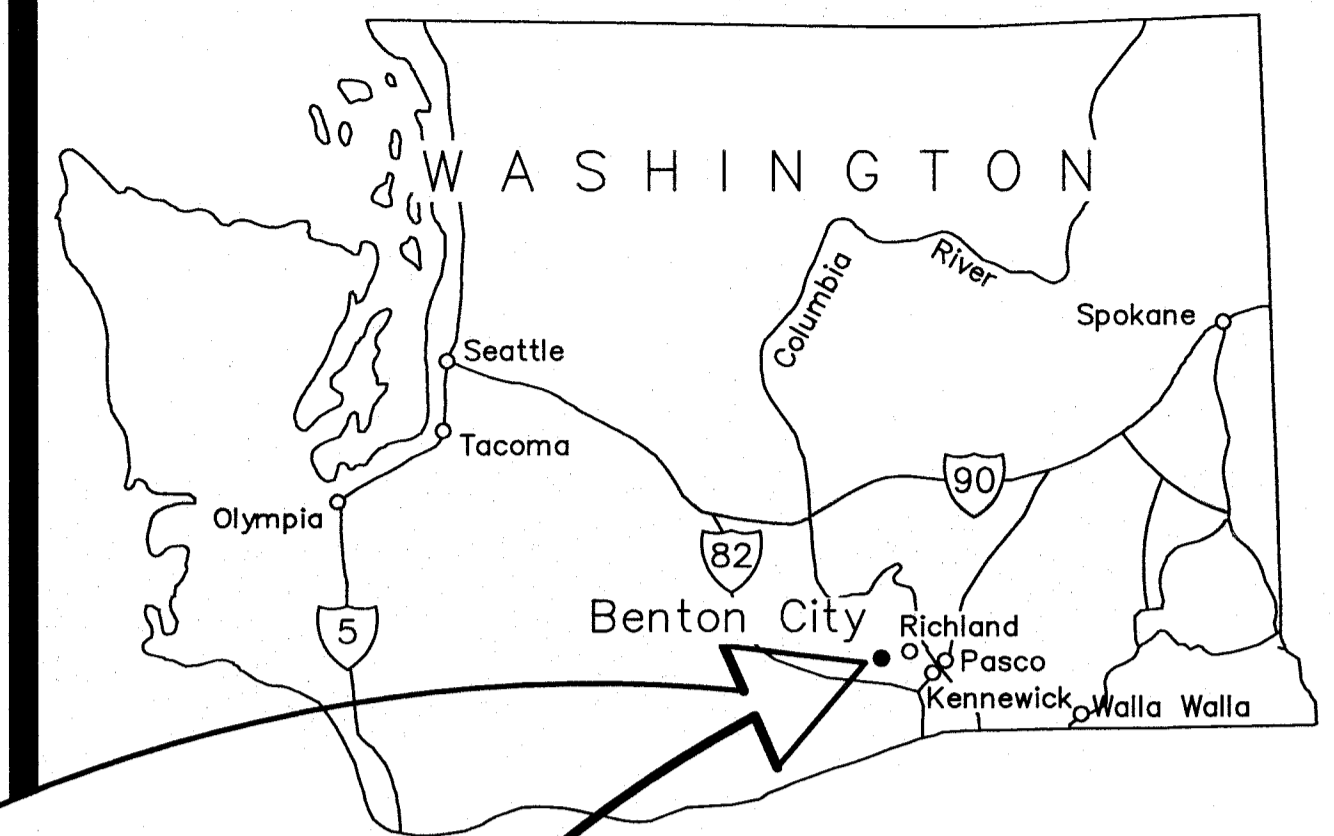 WASHINGTON
Columbia
River
Spokane
Seattle
Tacoma
90
Olympia
82
Benton City
Richland
5
Pasco
Kennewick
Walla Walla